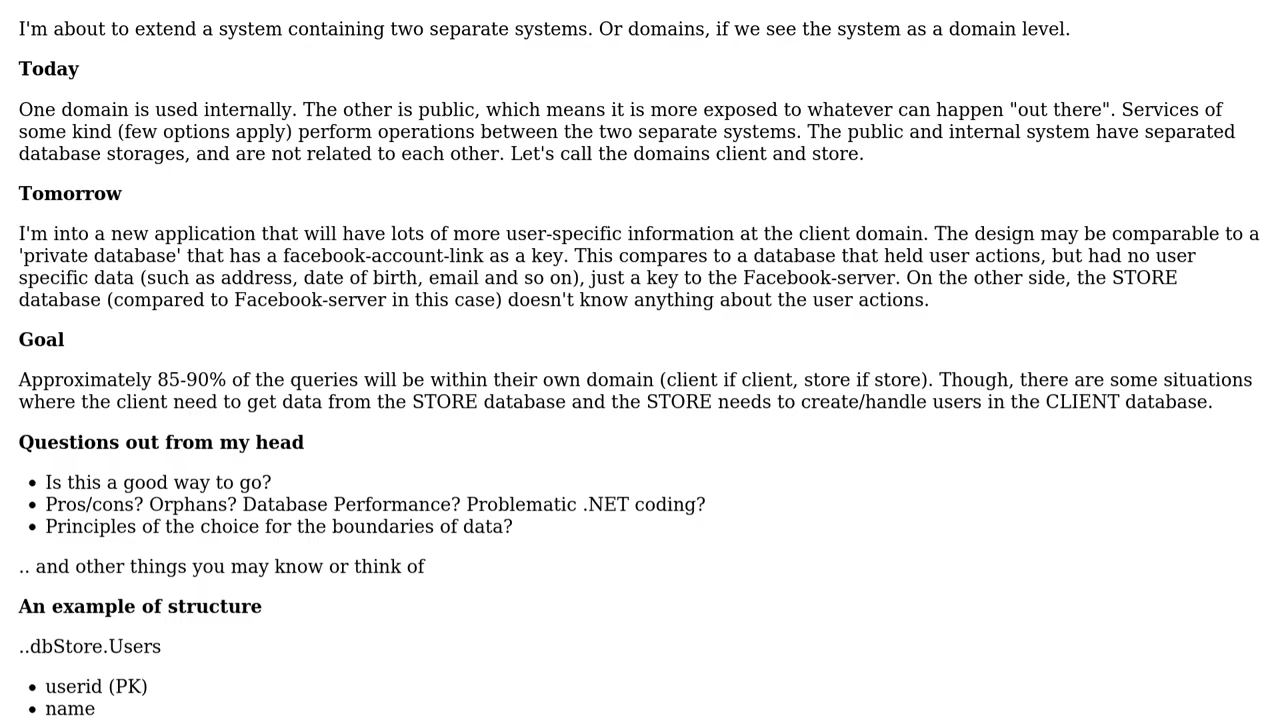 I'm about to extend a system containing two separate systems. Or domains, if we see the system as a domain level.
Today
One domain is used internally. The other is public, which means it is more exposed to whatever can happen "out there". Services of
some kind (few options apply) perform operations between the two separate systems. The public and internal system have separated
database storages, and are not related to each other. Let's call the domains client and store.
Tomorrow
I'm into a new application that will have lots of more user-specific information at the client domain. The design may be comparable to a
'private database' that has a facebook-account-link as a key. This compares to a database that held user actions, but had no user
specific data (such as address, date of birth, email and so on), just a key to the Facebook-server. On the other side, the STORE
database (compared to Facebook-server in this case) doesn't know anything about the user actions.
Goal
Approximately 85-90% of the queries will be within their own domain (client if client, store if store). Though, there are some situations
where the client need to get data from the STORE database and the STORE needs to create/handle users in the CLIENT database.
Questions out from my head
• Is this a good way to go?
• Pros/cons? Orphans? Database Performance? Problematic .NET coding?
• Principles of the choice for the boundaries of data?
.. and other things you may know or think of
An example of structure
..dbStore.Users
• userid (PK)
• name